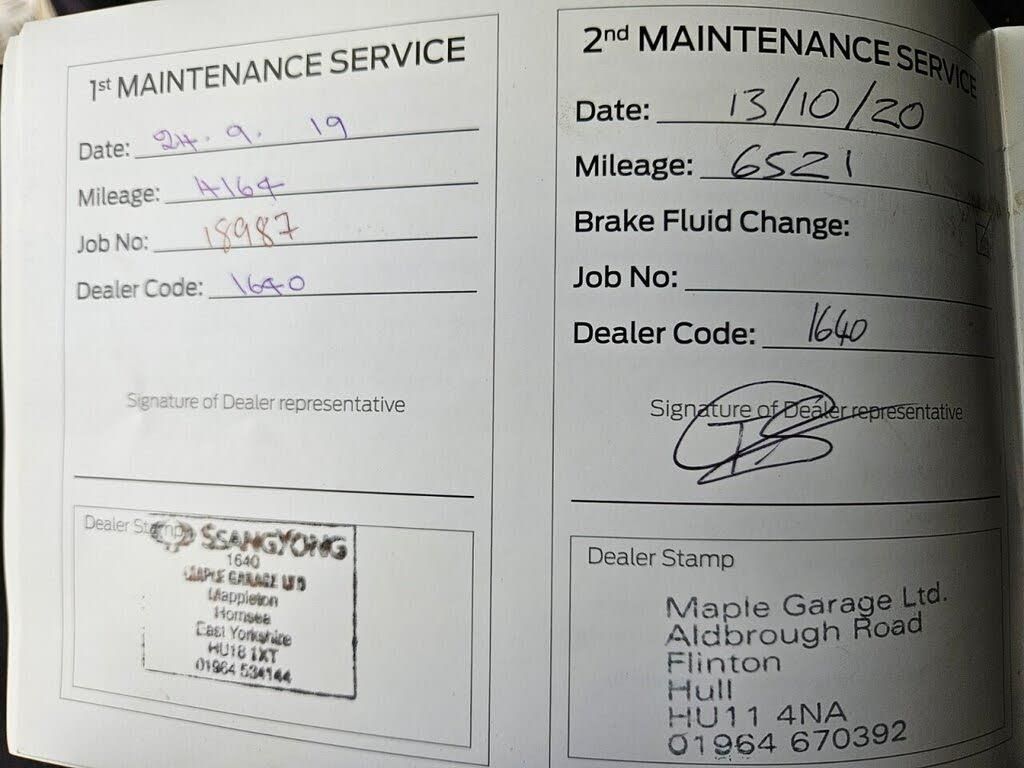 1st MAINTENANCE SERVICE
Date: 24.9. 19
Mileage: 4164
Job No: 18987
Dealer Code: 1640
Signature of Dealer representative
Dealer Stamp
SSANGYONG
1640
MAPLE GARAGE LTD
Mappleton
Hornsea
East Yorkshire
HU18 1XT
01964 534144
2nd MAINTENANCE SERVICE
Date: 13/10/20
Mileage: 6521
Brake Fluid Change:
Job No:
Dealer Code: 1640
Signature of Dealer representative
Dealer Stamp
Maple Garage Ltd.
Aldbrough Road
Flinton
Hull
HU11 4NA
01964 670392